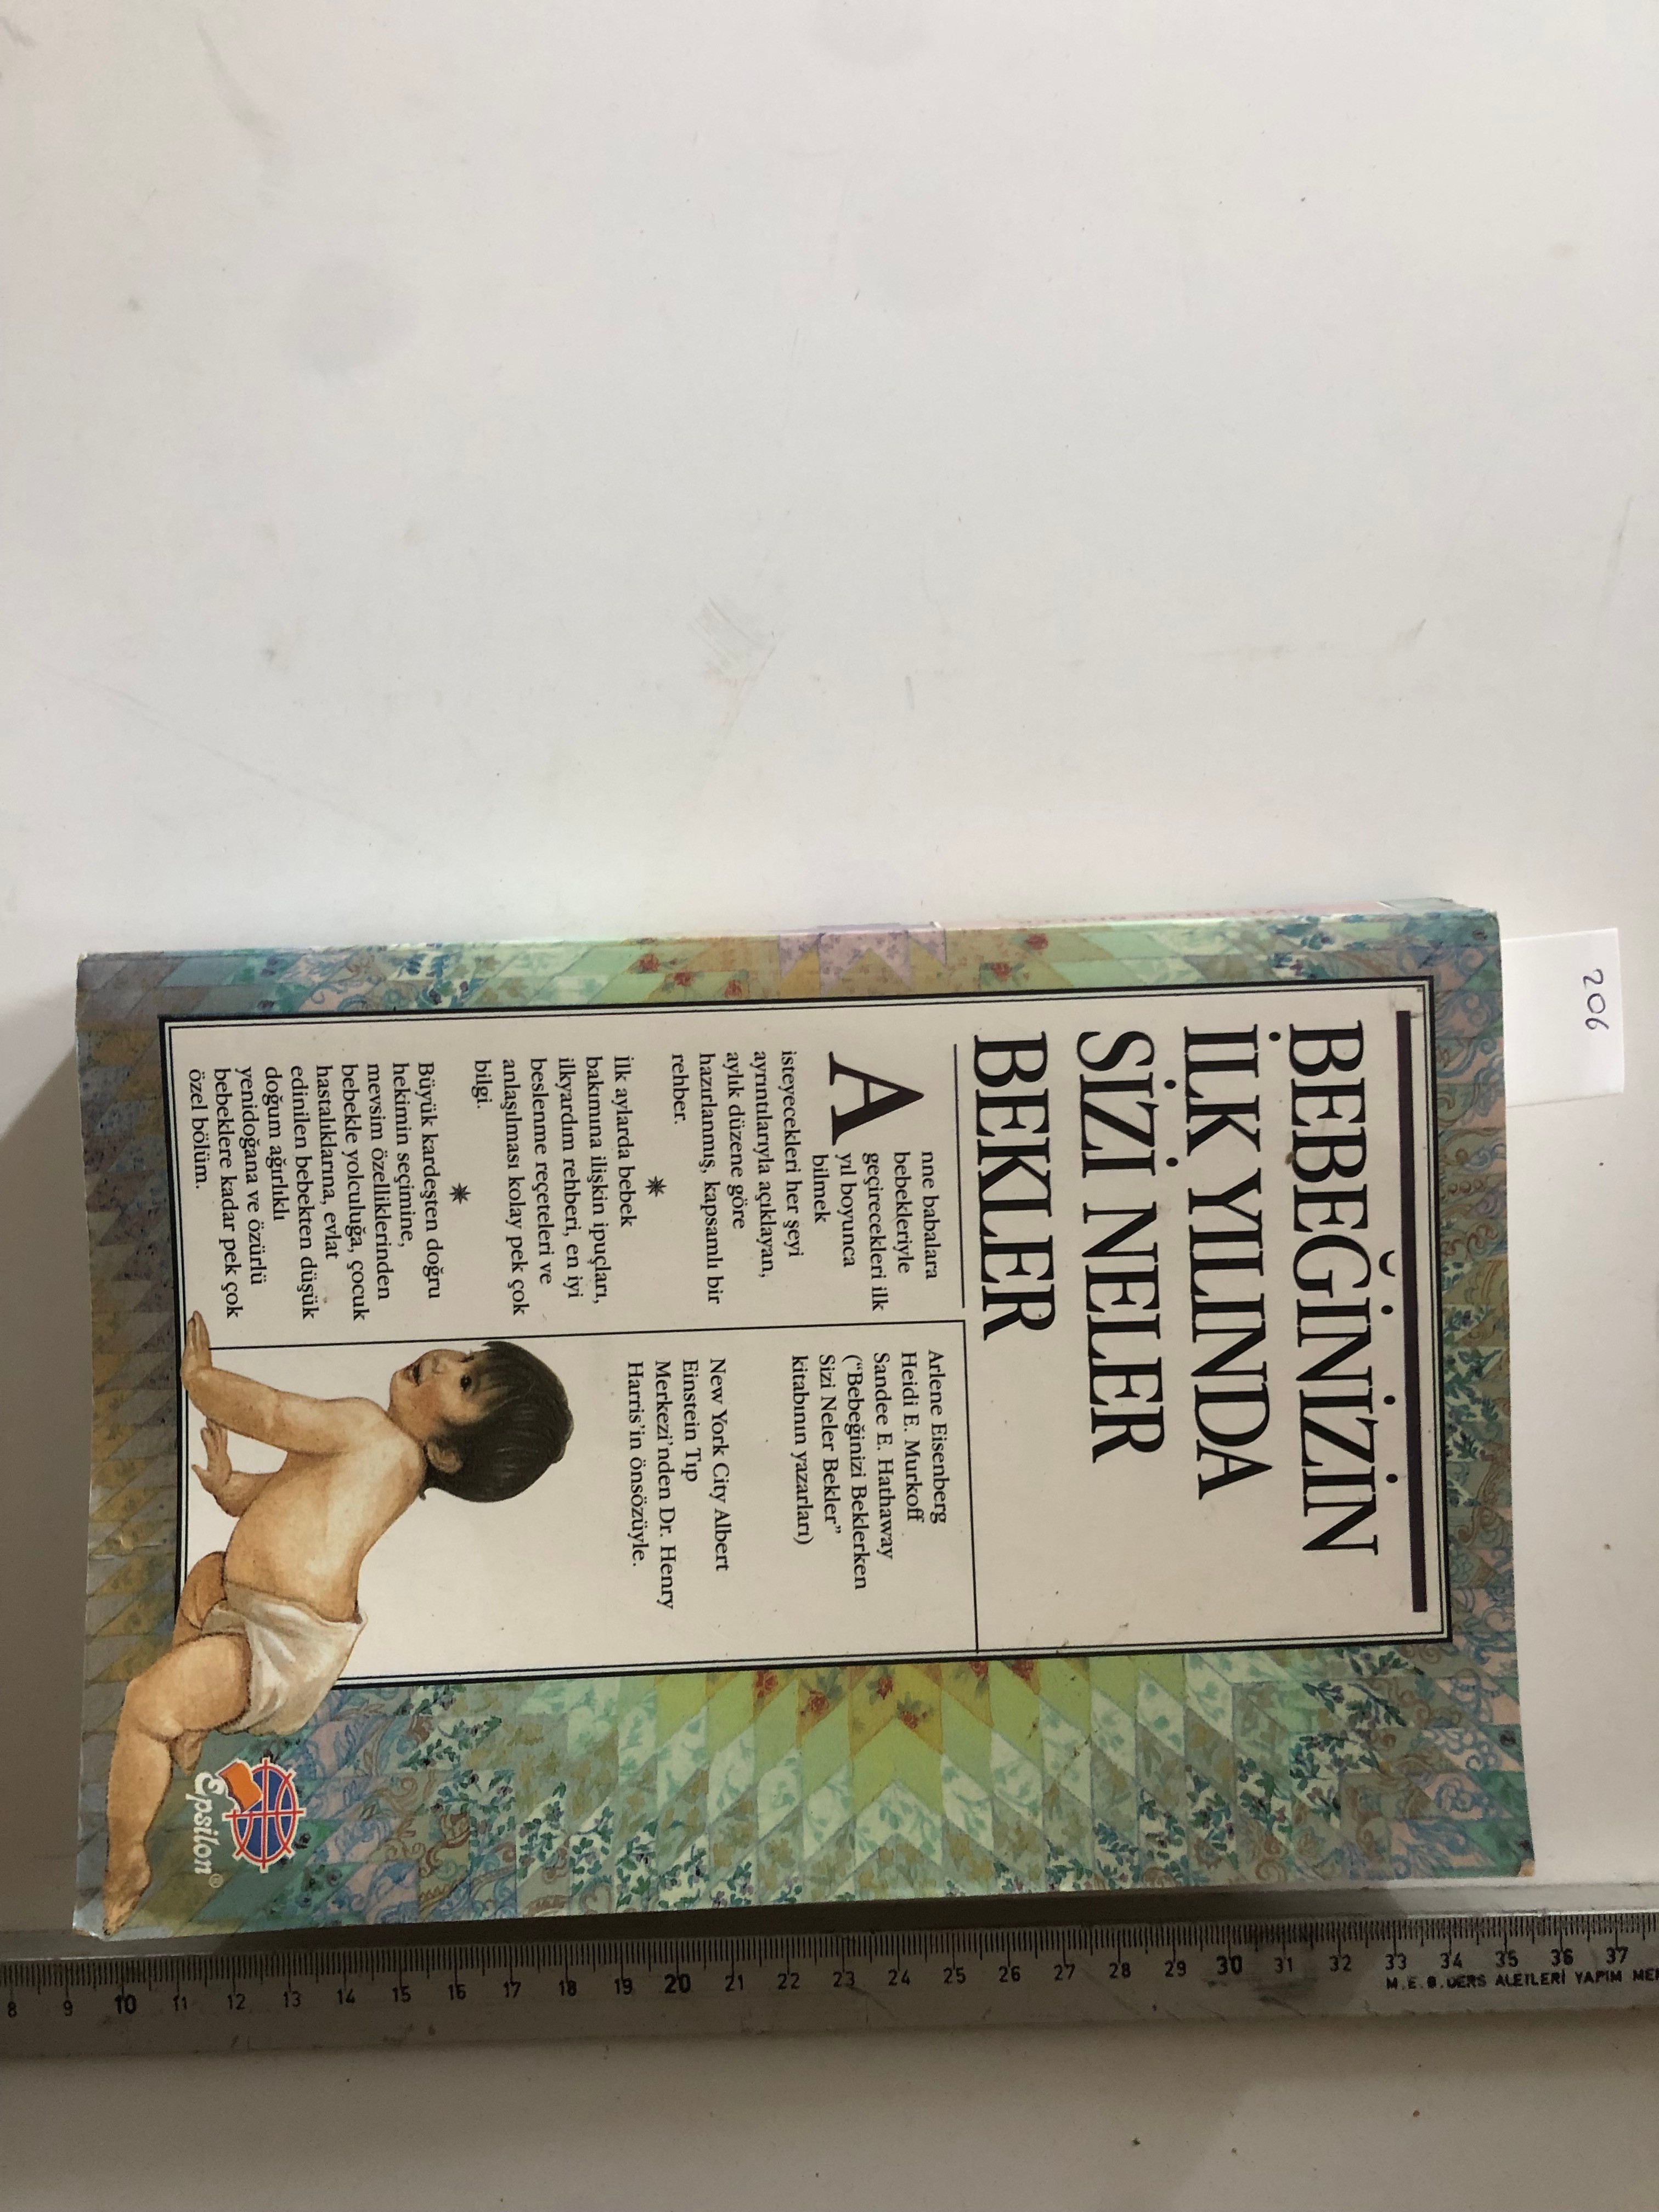 206
BEBEĞİNİZİN
İLK YILINDA
SİZİ NELER
BEKLER
Anne babalara
bebekleriyle
geçirecekleri ilk
yıl boyunca
bilmek
isteyecekleri her şeyi
ayrıntılarıyla açıklayan,
aylık düzene göre
hazırlanmış, kapsamlı bir
rehber.
İlk aylarda bebek
bakımına ilişkin ipuçları,
ilkyardım rehberi, en iyi
beslenme reçeteleri ve
anlaşılması kolay pek çok
bilgi.
Büyük kardeşten doğru
hekimin seçimine,
mevsim özelliklerinden
bebekle yolculuğa, çocuk
hastalıklarına, evlat
edinilen bebekten düşük
doğum ağırlıklı
yenidoğana ve özürlü
bebeklere kadar pek çok
özel bölüm.
Arlene Eisenberg
Heidi E. Murkoff
Sandee E. Hathaway
("Bebeğinizi Beklerken
Sizi Neler Bekler"
kitabının yazarları)
New York City Albert
Einstein Tıp
Merkezi'nden Dr. Henry
Harris'in önsözüyle.
Epsilon®
8 9 10 11 12 13 14 15 16 17 18 19 20 21 22 23 24 25 26 27 28 29 30 31 32 33 34 35 36 37
M.E.B. DERS ALETLERİ YAPIM